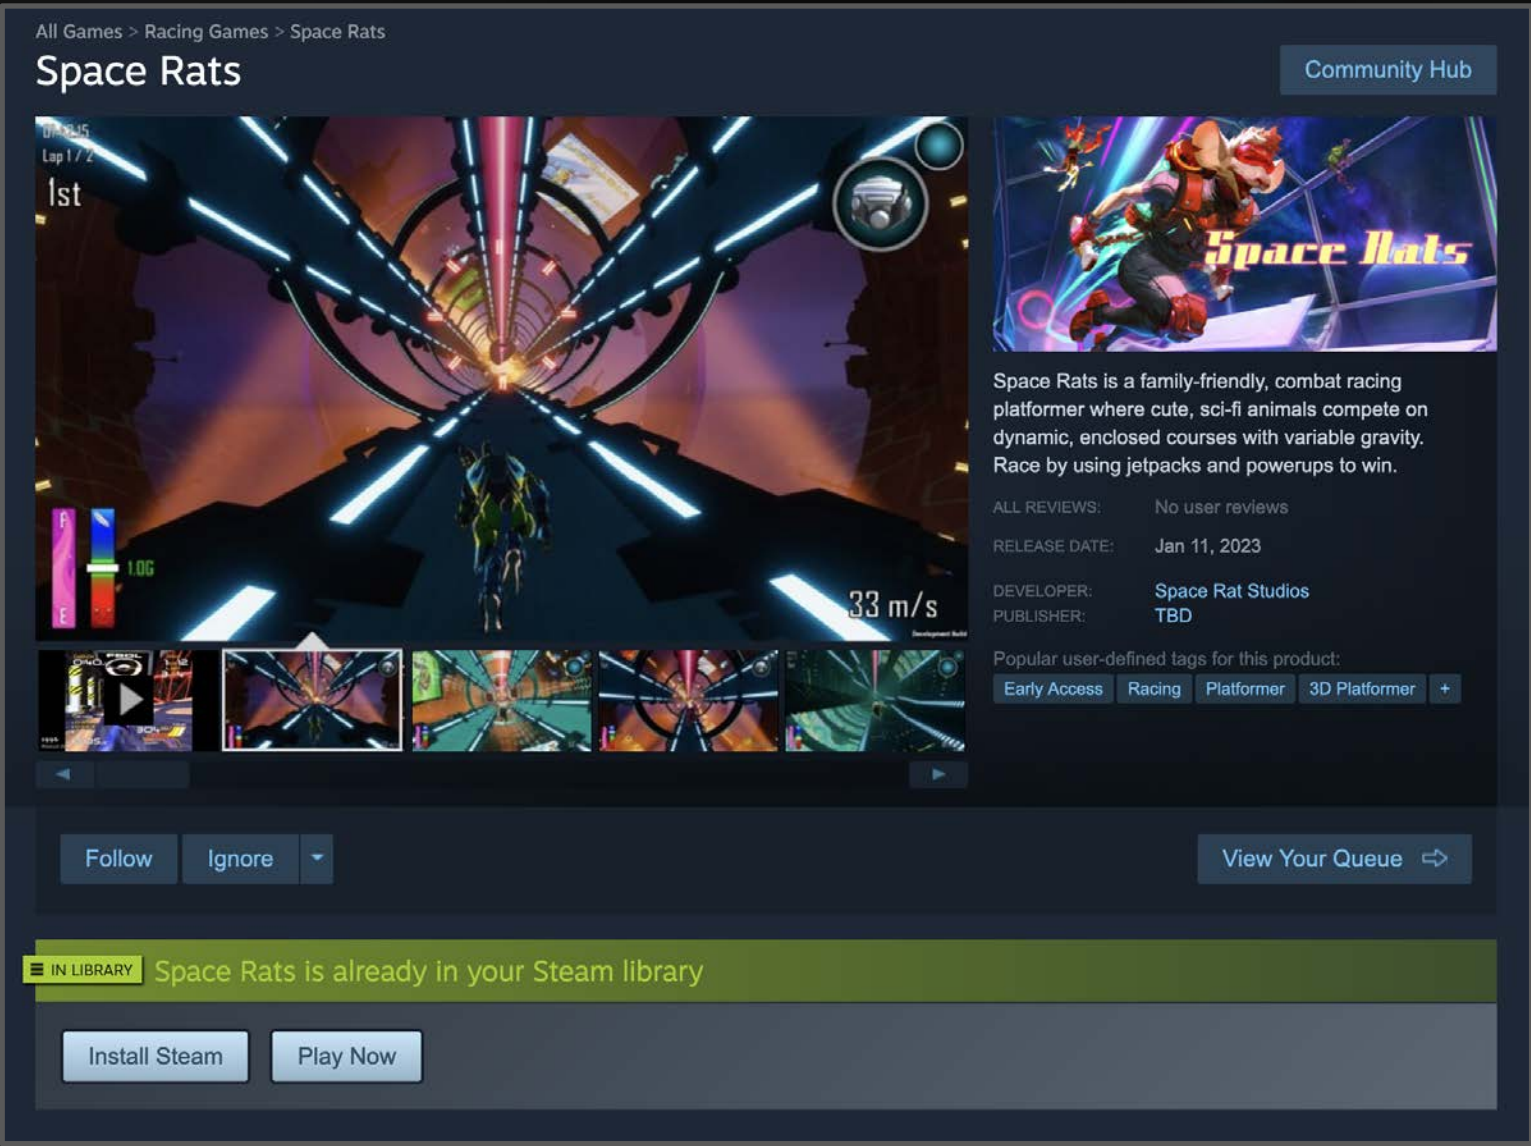 All Games > Racing Games > Space Rats
Space Rats
Community Hub
Lap 1 / 2
1st
1.0G
33 m/s
Development Build
Space Rats
Space Rats is a family-friendly, combat racing
platformer where cute, sci-fi animals compete on
dynamic, enclosed courses with variable gravity.
Race by using jetpacks and powerups to win.
ALL REVIEWS: No user reviews
RELEASE DATE: Jan 11, 2023
DEVELOPER: Space Rat Studios
PUBLISHER: TBD
Popular user-defined tags for this product:
Early Access Racing Platformer 3D Platformer +
Follow Ignore
View Your Queue
IN LIBRARY Space Rats is already in your Steam library
Install Steam Play Now